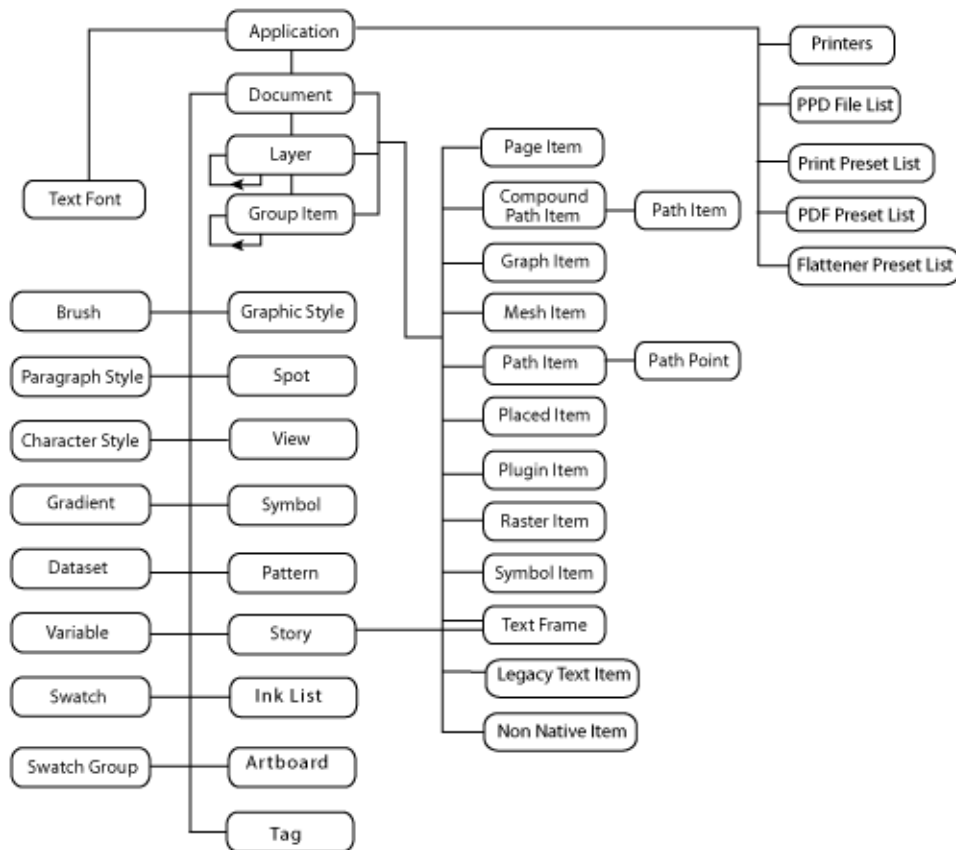 Application
Document
Layer
Group Item
Text Font
Printers
PPD File List
Print Preset List
PDF Preset List
Flattener Preset List
Brush
Graphic Style
Paragraph Style
Spot
Character Style
View
Gradient
Symbol
Dataset
Pattern
Variable
Story
Swatch
Ink List
Swatch Group
Artboard
Tag
Page Item
Compound
Path Item
Path Item
Graph Item
Mesh Item
Path Item
Path Point
Placed Item
Plugin Item
Raster Item
Symbol Item
Text Frame
Legacy Text Item
Non Native Item